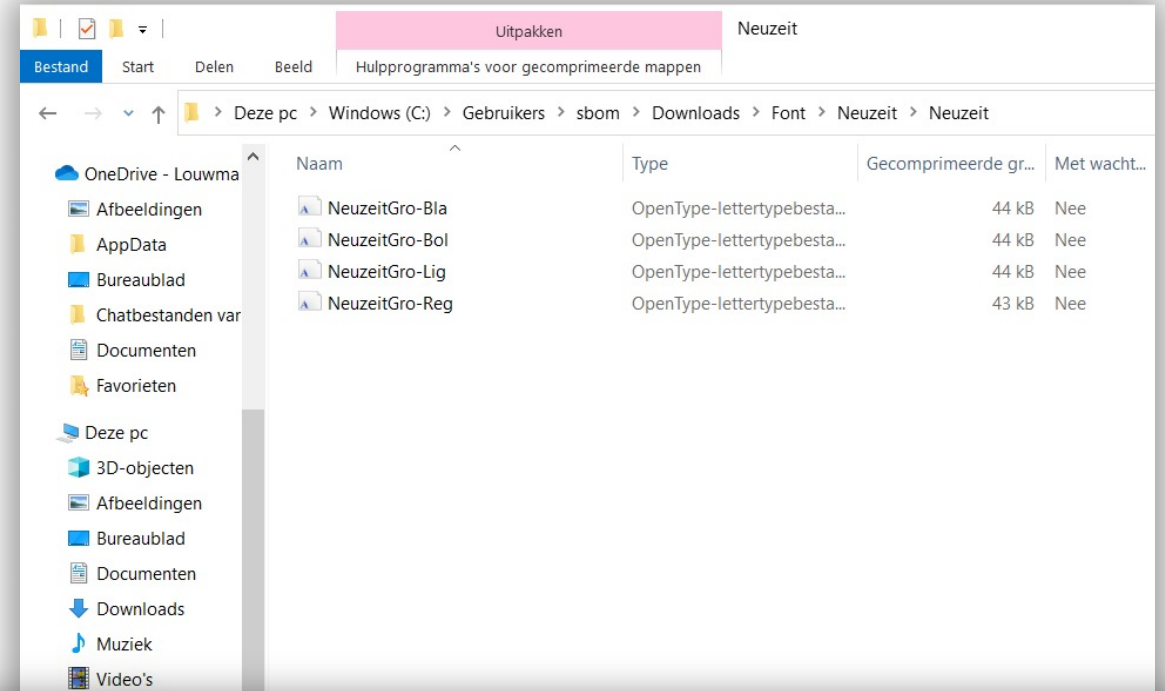 Uitpakken
Neuzeit
Bestand
Start
Delen
Beeld
Hulpprogramma's voor gecomprimeerde mappen
Deze pc > Windows (C:) > Gebruikers > sbom > Downloads > Font > Neuzeit > Neuzeit
Naam
Type
Gecomprimeerde gr...
Met wacht...
NeuzeitGro-Bla OpenType-lettertypebesta... 44 kB Nee
NeuzeitGro-Bol OpenType-lettertypebesta... 44 kB Nee
NeuzeitGro-Lig OpenType-lettertypebesta... 44 kB Nee
NeuzeitGro-Reg OpenType-lettertypebesta... 43 kB Nee
OneDrive - Louwma
Afbeeldingen
AppData
Bureaublad
Chatbestanden var
Documenten
Favorieten
Deze pc
3D-objecten
Afbeeldingen
Bureaublad
Documenten
Downloads
Muziek
Video's